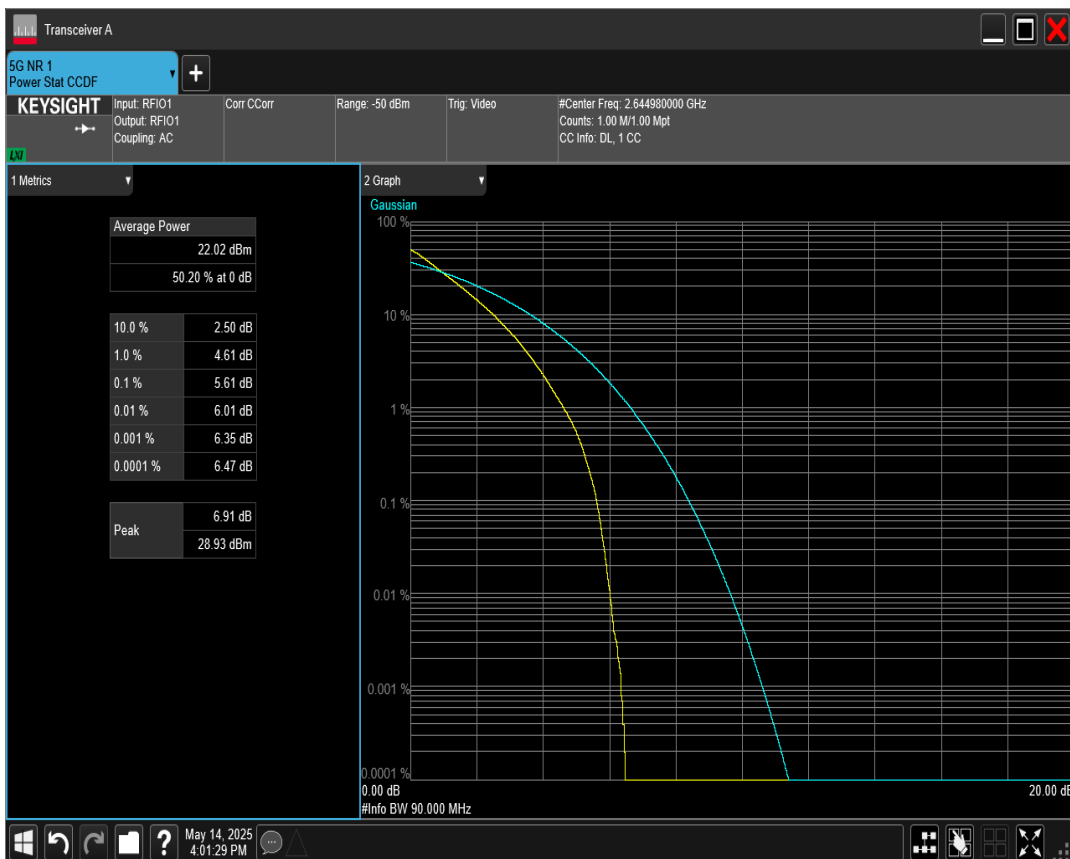 Transceiver A
5G NR 1
Power Stat CCDF
+
KEYSIGHT
LXI
Input: RFIO1
Output: RFIO1
Coupling: AC
Corr CCorr
Range: -50 dBm
Trig: Video
#Center Freq: 2.644980000 GHz
Counts: 1.00 M/1.00 Mpt
CC Info: DL, 1 CC
1 Metrics
Average Power
22.02 dBm
50.20 % at 0 dB
10.0 % 2.50 dB
1.0 % 4.61 dB
0.1 % 5.61 dB
0.01 % 6.01 dB
0.001 % 6.35 dB
0.0001 % 6.47 dB
Peak 6.91 dB
28.93 dBm
2 Graph
Gaussian
100 %
10 %
1 %
0.1 %
0.01 %
0.001 %
0.0001 %
0.00 dB 20.00 dB
#Info BW 90.000 MHz
?
May 14, 2025
4:01:29 PM